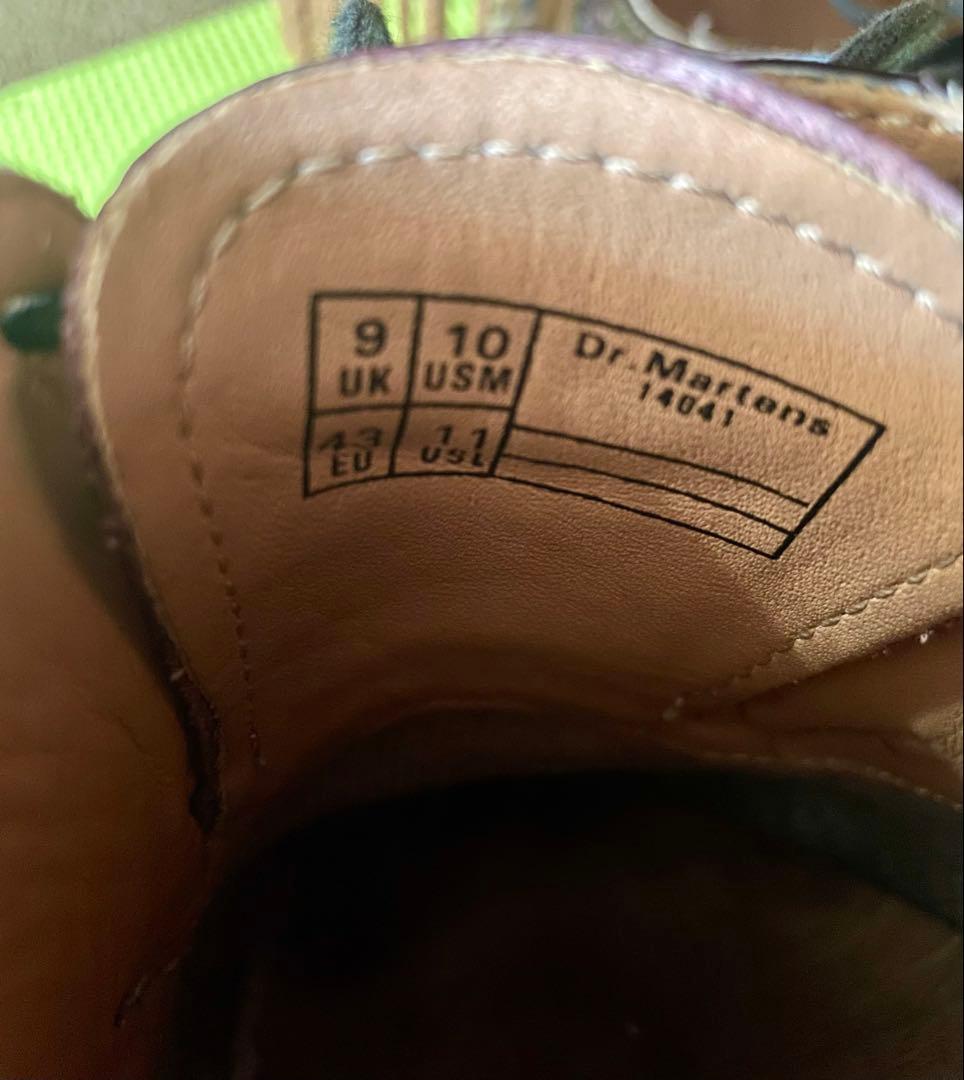 9 UK
10 USM
43 EU
11 USL
Dr.Martens
14041